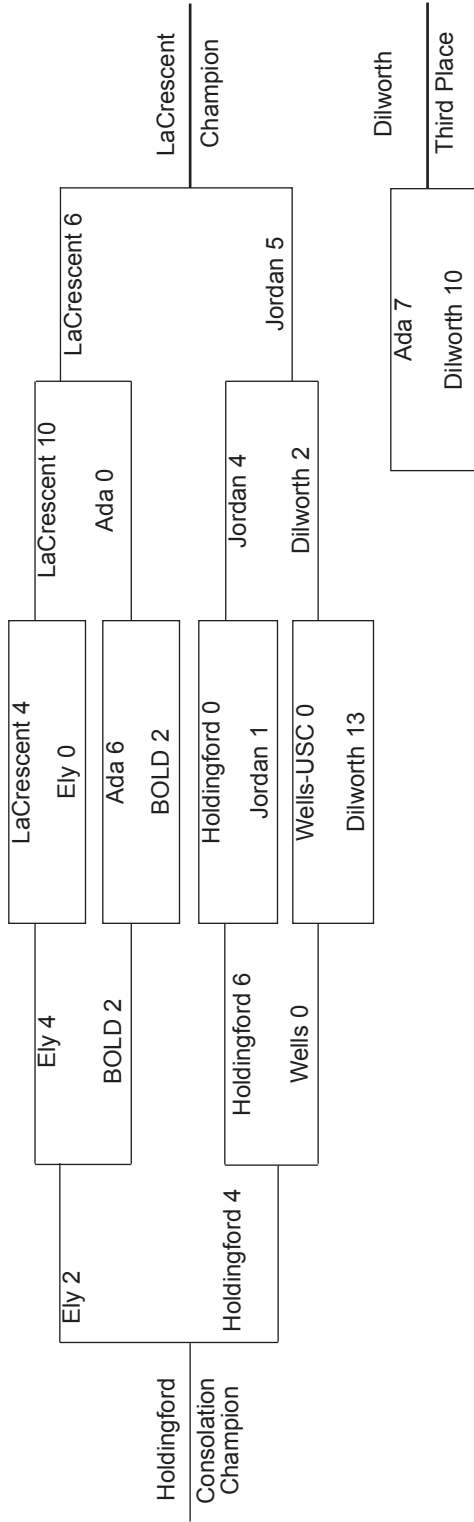 Holdingford
Consolation
Champion
Ely 2
Holdingford 4
Ely 4
BOLD 2
Holdingford 6
Wells 0
LaCrescent 4
Ely 0
Ada 6
BOLD 2
Holdingford 0
Jordan 1
Wells-USC 0
Dilworth 13
LaCrescent 10
Ada 0
Jordan 4
Dilworth 2
LaCrescent 6
Jordan 5
LaCrescent
Champion
Ada 7
Dilworth 10
Dilworth
Third Place